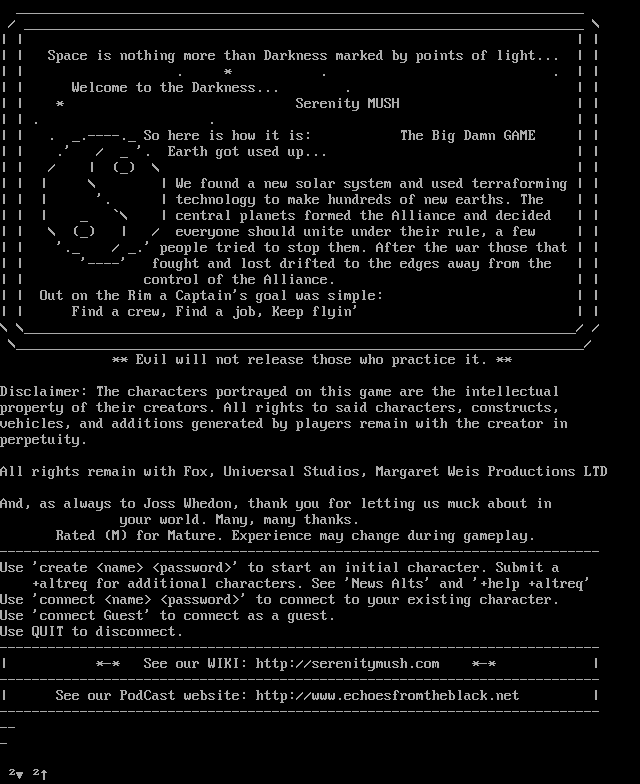 Space is nothing more than Darkness marked by points of light...
Welcome to the Darkness...
Serenity MUSH
So here is how it is: The Big Damn GAME
Earth got used up...
We found a new solar system and used terraforming
technology to make hundreds of new earths. The
central planets formed the Alliance and decided
everyone should unite under their rule, a few
people tried to stop them. After the war those that
fought and lost drifted to the edges away from the
control of the Alliance.
Out on the Rim a Captain's goal was simple:
Find a crew, Find a job, Keep flyin'
** Evil will not release those who practice it. **
Disclaimer: The characters portrayed on this game are the intellectual
property of their creators. All rights to said characters, constructs,
vehicles, and additions generated by players remain with the creator in
perpetuity.
All rights remain with Fox, Universal Studios, Margaret Weis Productions LTD
And, as always to Joss Whedon, thank you for letting us muck about in
your world. Many, many thanks.
Rated (M) for Mature. Experience may change during gameplay.
Use 'create <name> <password>' to start an initial character. Submit a
+altreq for additional characters. See 'News Alts' and '+help +altreq'
Use 'connect <name> <password>' to connect to your existing character.
Use 'connect Guest' to connect as a guest.
Use QUIT to disconnect.
*-* See our WIKI: http://serenitymush.com *-*
See our PodCast website: http://www.echoesfromtheblack.net
²▼ ²↑